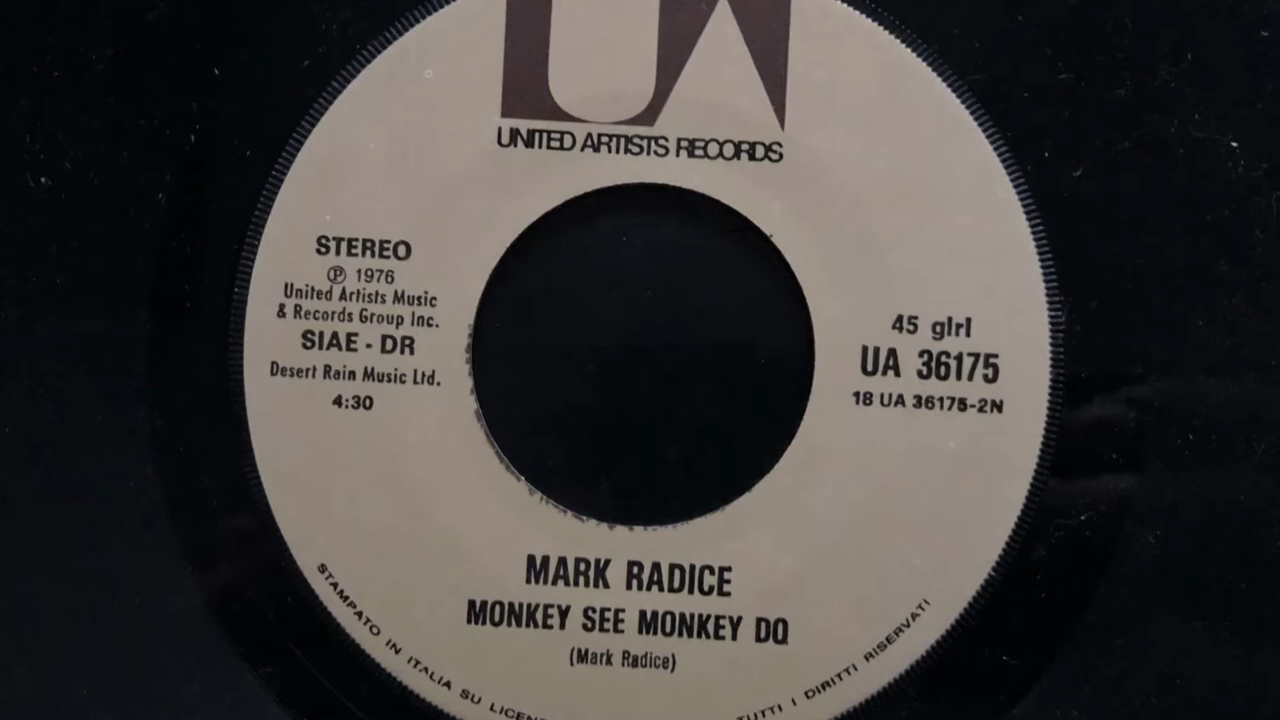 UA
UNITED ARTISTS RECORDS
STEREO
Ⓟ 1976
United Artists Music
& Records Group Inc.
SIAE - DR
Desert Rain Music Ltd.
4:30
45 giri
UA 36175
18 UA 36175-2N
MARK RADICE
MONKEY SEE MONKEY DO
(Mark Radice)
STAMPATO IN ITALIA SU
TUTTI I DIRITTI RISERVATI